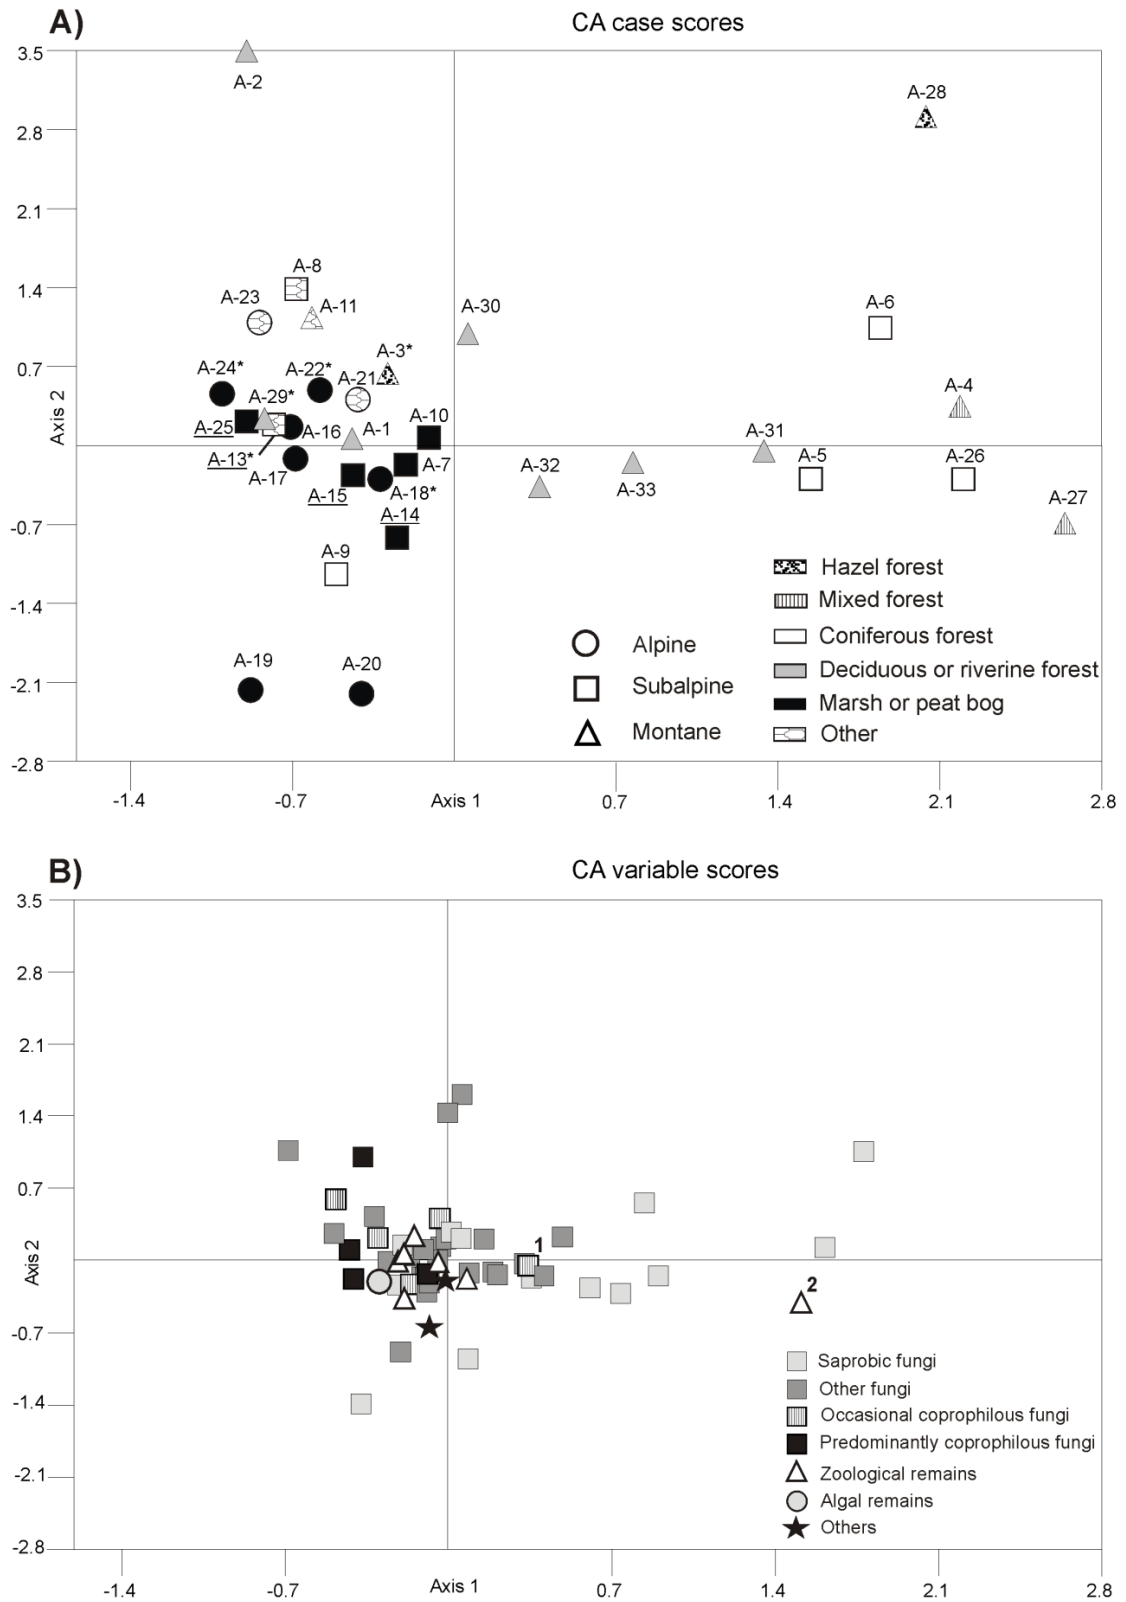 A)
CA case scores
3.5
A-2
A-28
2.8
2.1
A-8
1.4
A-23
A-11
A-30
A-6
0.7
A-3*
A-24*
A-22*
A-21
A-4
A-29*
A-10
Axis 2
A-25
A-16
A-1
A-31
A-13*
A-17
A-7
A-32
A-33
A-5
A-26
A-15
A-18*
A-27
A-14
-0.7
A-9
Hazel forest
Mixed forest
-1.4
Coniferous forest
Alpine
A-19
A-20
Deciduous or riverine forest
-2.1
Subalpine
Marsh or peat bog
Montane
Other
-2.8
-1.4
-0.7
Axis 1
0.7
1.4
2.1
2.8
B)
CA variable scores
3.5
2.8
2.1
1.4
0.7
1
Axis 2
2
-0.7
Saprobic fungi
Other fungi
-1.4
Occasional coprophilous fungi
Predominantly coprophilous fungi
-2.1
Zoological remains
Algal remains
Others
-2.8
-1.4
-0.7
Axis 1
0.7
1.4
2.1
2.8